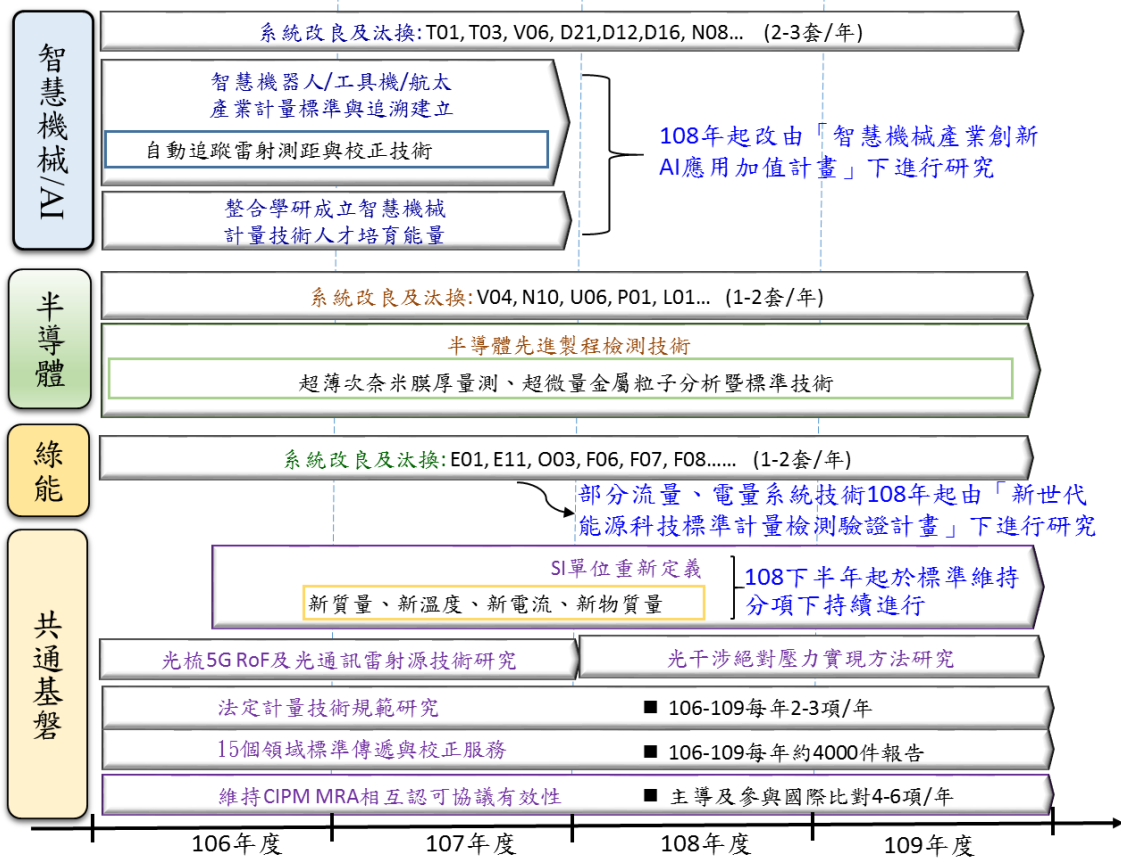 智慧機械/AI
系統改良及汰換: T01, T03, V06, D21,D12,D16, N08… (2-3套/年)
智慧機器人/工具機/航太
產業計量標準與追溯建立
自動追蹤雷射測距與校正技術
整合學研成立智慧機械
計量技術人才培育能量
108年起改由「智慧機械產業創新
AI應用加值計畫」下進行研究
半導體
系統改良及汰換: V04, N10, U06, P01, L01… (1-2套/年)
半導體先進製程檢測技術
超薄次奈米膜厚量測、超微量金屬粒子分析暨標準技術
綠能
系統改良及汰換: E01, E11, O03, F06, F07, F08…… (1-2套/年)
部分流量、電量系統技術108年起由「新世代
能源科技標準計量檢測驗證計畫」下進行研究
共通基磐
SI單位重新定義
新質量、新溫度、新電流、新物質量
108下半年起於標準維持
分項下持續進行
光梳5G RoF及光通訊雷射源技術研究
光干涉絕對壓力實現方法研究
法定計量技術規範研究
■ 106-109每年2-3項/年
15個領域標準傳遞與校正服務
■ 106-109每年約4000件報告
維持CIPM MRA相互認可協議有效性
■ 主導及參與國際比對4-6項/年
106年度
107年度
108年度
109年度